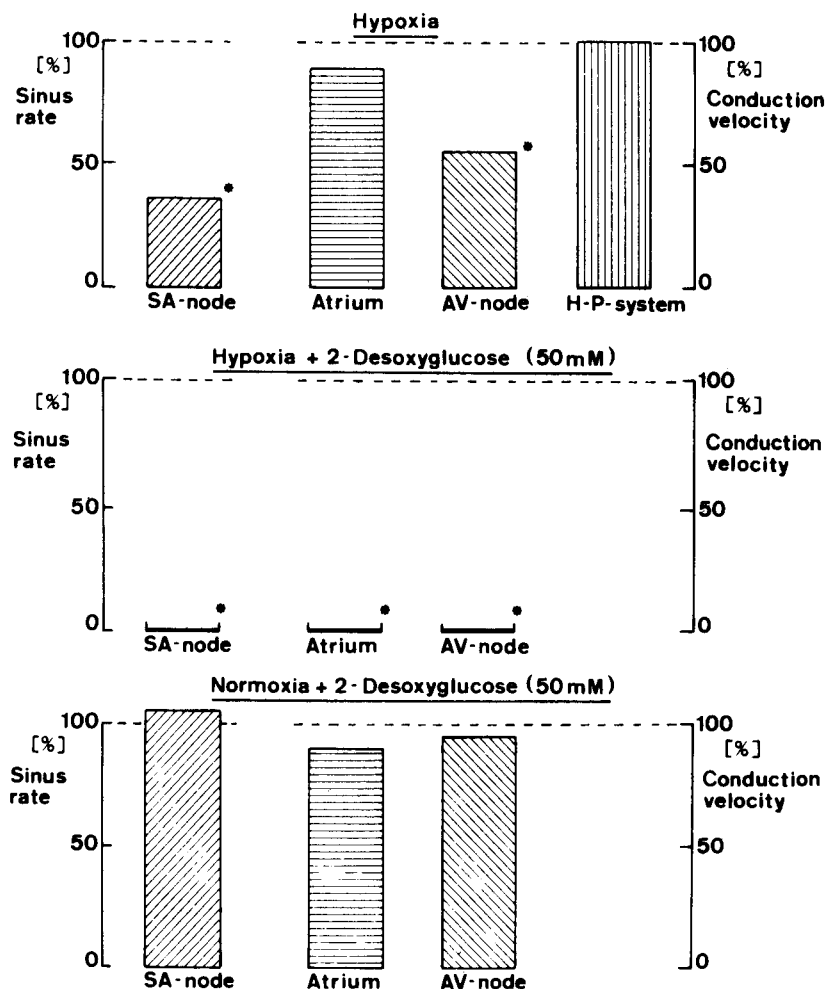 Hypoxia
100
[%]
Sinus
rate
50
0
*
*
100
[%]
Conduction
velocity
50
0
SA-node
Atrium
AV-node
H-P-system
Hypoxia + 2-Desoxyglucose (50mM)
100
[%]
Sinus
rate
50
0
*
*
*
100
[%]
Conduction
velocity
50
0
SA-node
Atrium
AV-node
Normoxia + 2-Desoxyglucose (50mM)
100
[%]
Sinus
rate
50
0
100
[%]
Conduction
velocity
50
0
SA-node
Atrium
AV-node